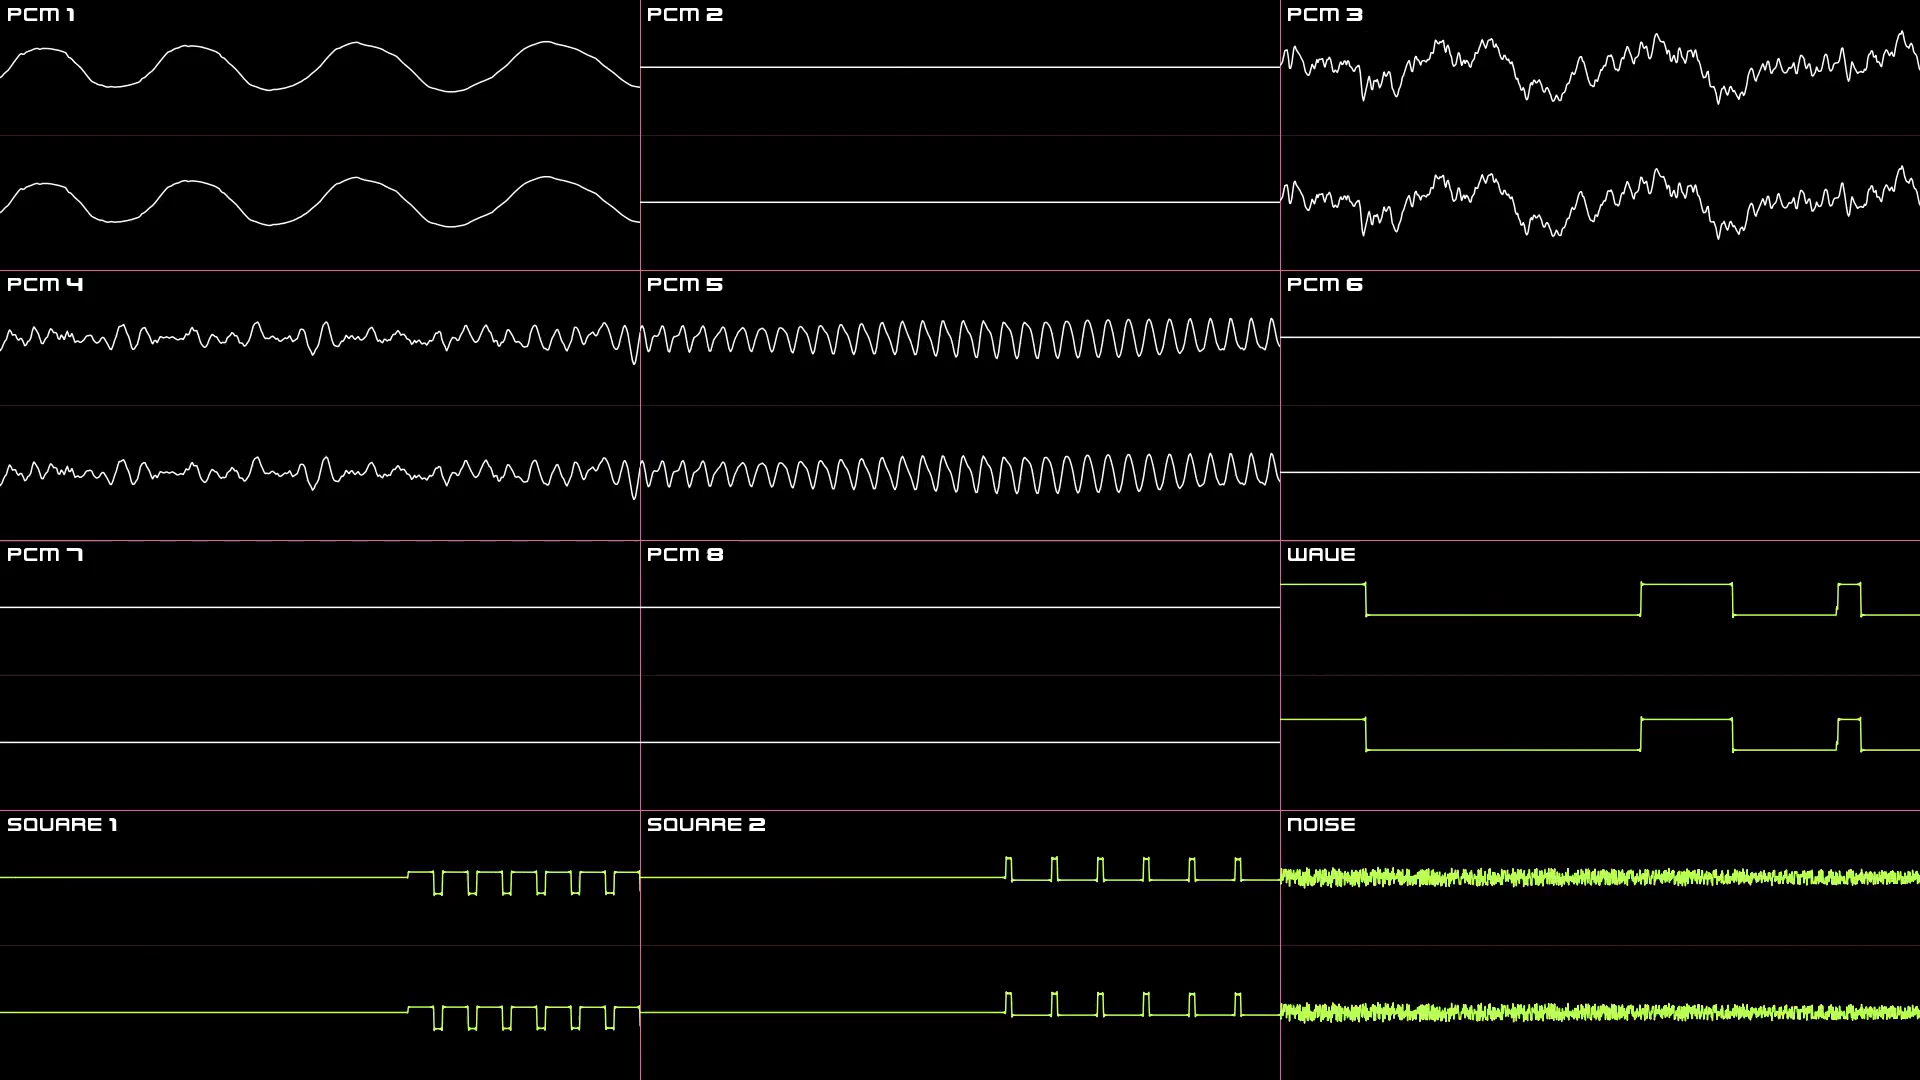 PCM 1
PCM 2
PCM 3
PCM 4
PCM 5
PCM 6
PCM 7
PCM 8
WAVE
SQUARE 1
SQUARE 2
NOISE